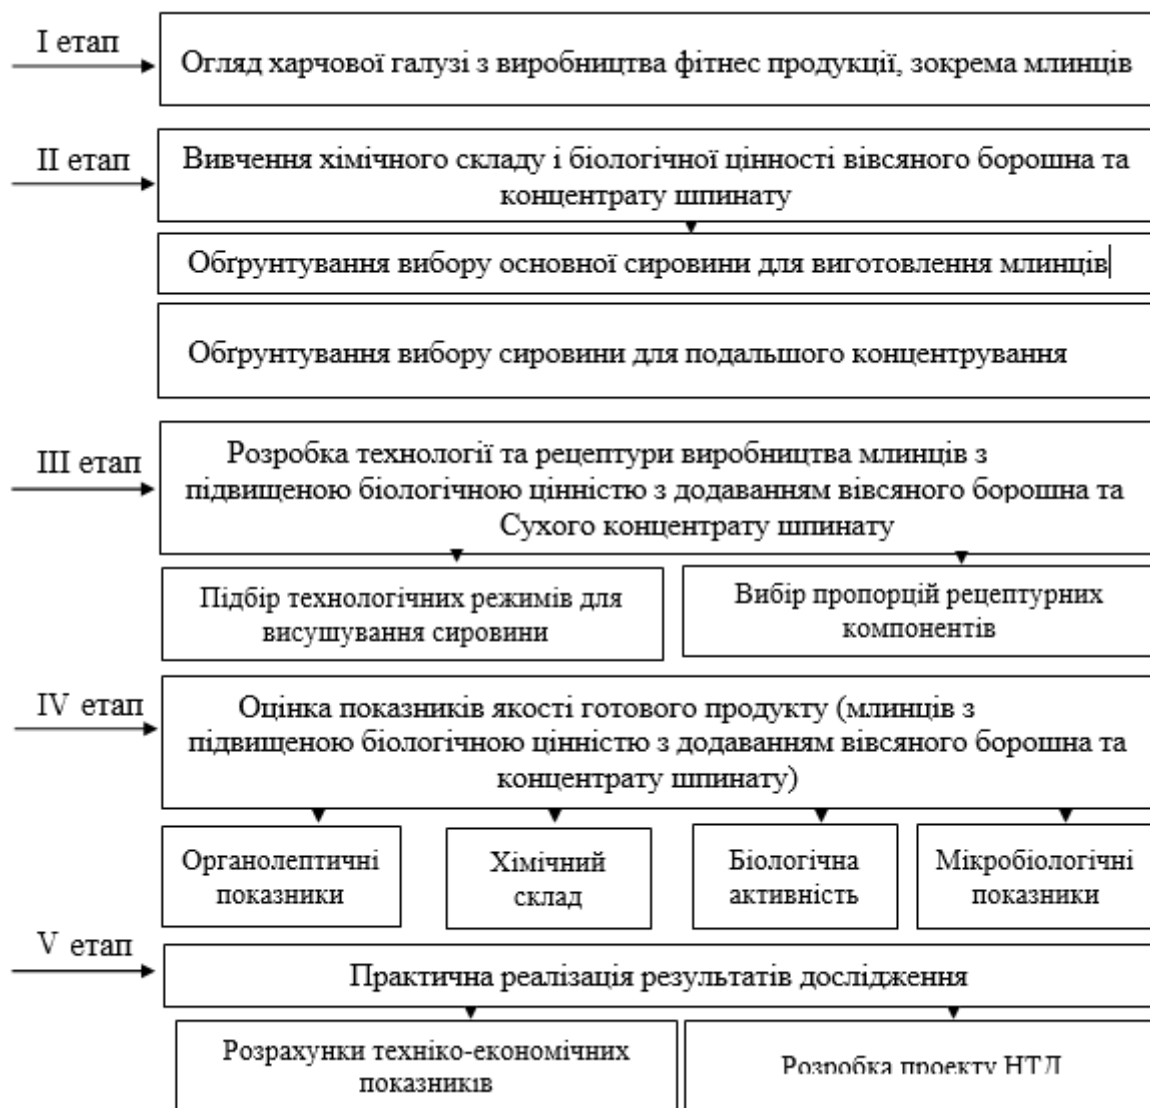 I етап
Огляд харчової галузі з виробництва фітнес продукції, зокрема млинців
II етап
Вивчення хімічного складу і біологічної цінності вівсяного борошна та
концентрату шпинату
Обґрунтування вибору основної сировини для виготовлення млинців
Обґрунтування вибору сировини для подальшого концентрування
III етап
Розробка технології та рецептури виробництва млинців з
підвищеною біологічною цінністю з додаванням вівсяного борошна та
Сухого концентрату шпинату
Підбір технологічних режимів для
висушування сировини
Вибір пропорцій рецептурних
компонентів
IV етап
Оцінка показників якості готового продукту (млинців з
підвищеною біологічною цінністю з додаванням вівсяного борошна та
концентрату шпинату)
Органолептичні
показники
Хімічний
склад
Біологічна
активність
Мікробіологічні
показники
V етап
Практична реалізація результатів дослідження
Розрахунки техніко-економічних
показників
Розробка проекту НТД